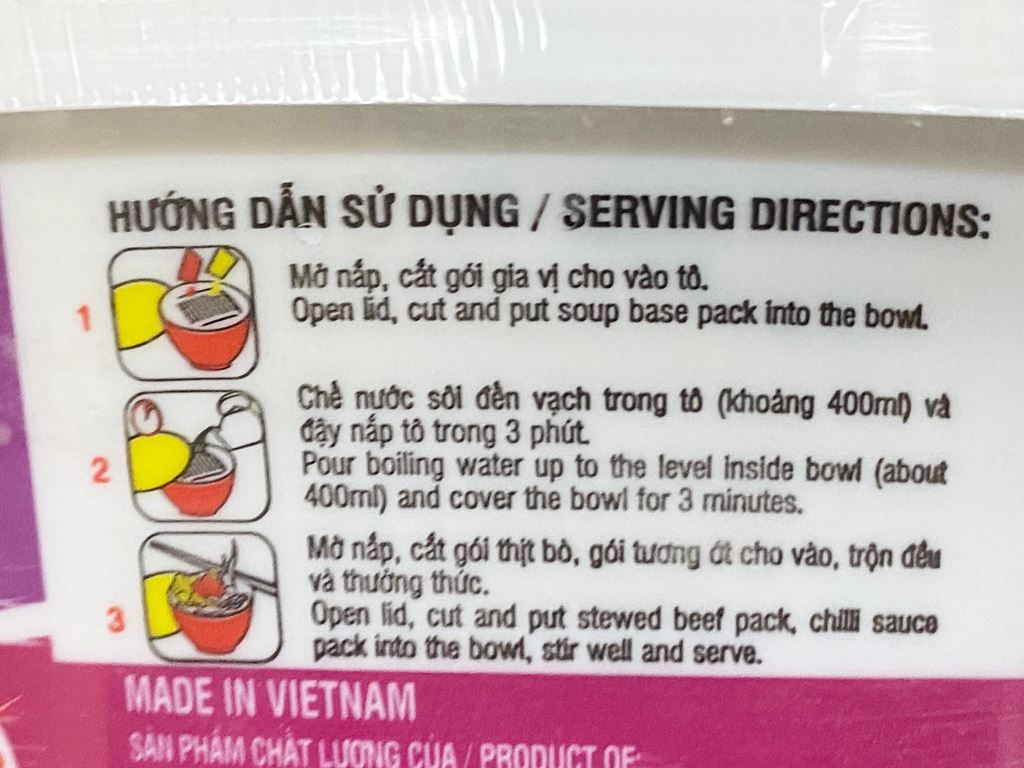 HƯỚNG DẪN SỬ DỤNG / SERVING DIRECTIONS:
1
Mở nắp, cắt gói gia vị cho vào tô.
Open lid, cut and put soup base pack into the bowl.
2
Chế nước sôi đến vạch trong tô (khoảng 400ml) và
đậy nắp tô trong 3 phút.
Pour boiling water up to the level inside bowl (about
400ml) and cover the bowl for 3 minutes.
3
Mở nắp, cắt gói thịt bò, gói tương ớt cho vào, trộn đều
và thưởng thức.
Open lid, cut and put stewed beef pack, chilli sauce
pack into the bowl, stir well and serve.
MADE IN VIETNAM
SẢN PHẨM CHẤT LƯỢNG CỦA / PRODUCT OF: